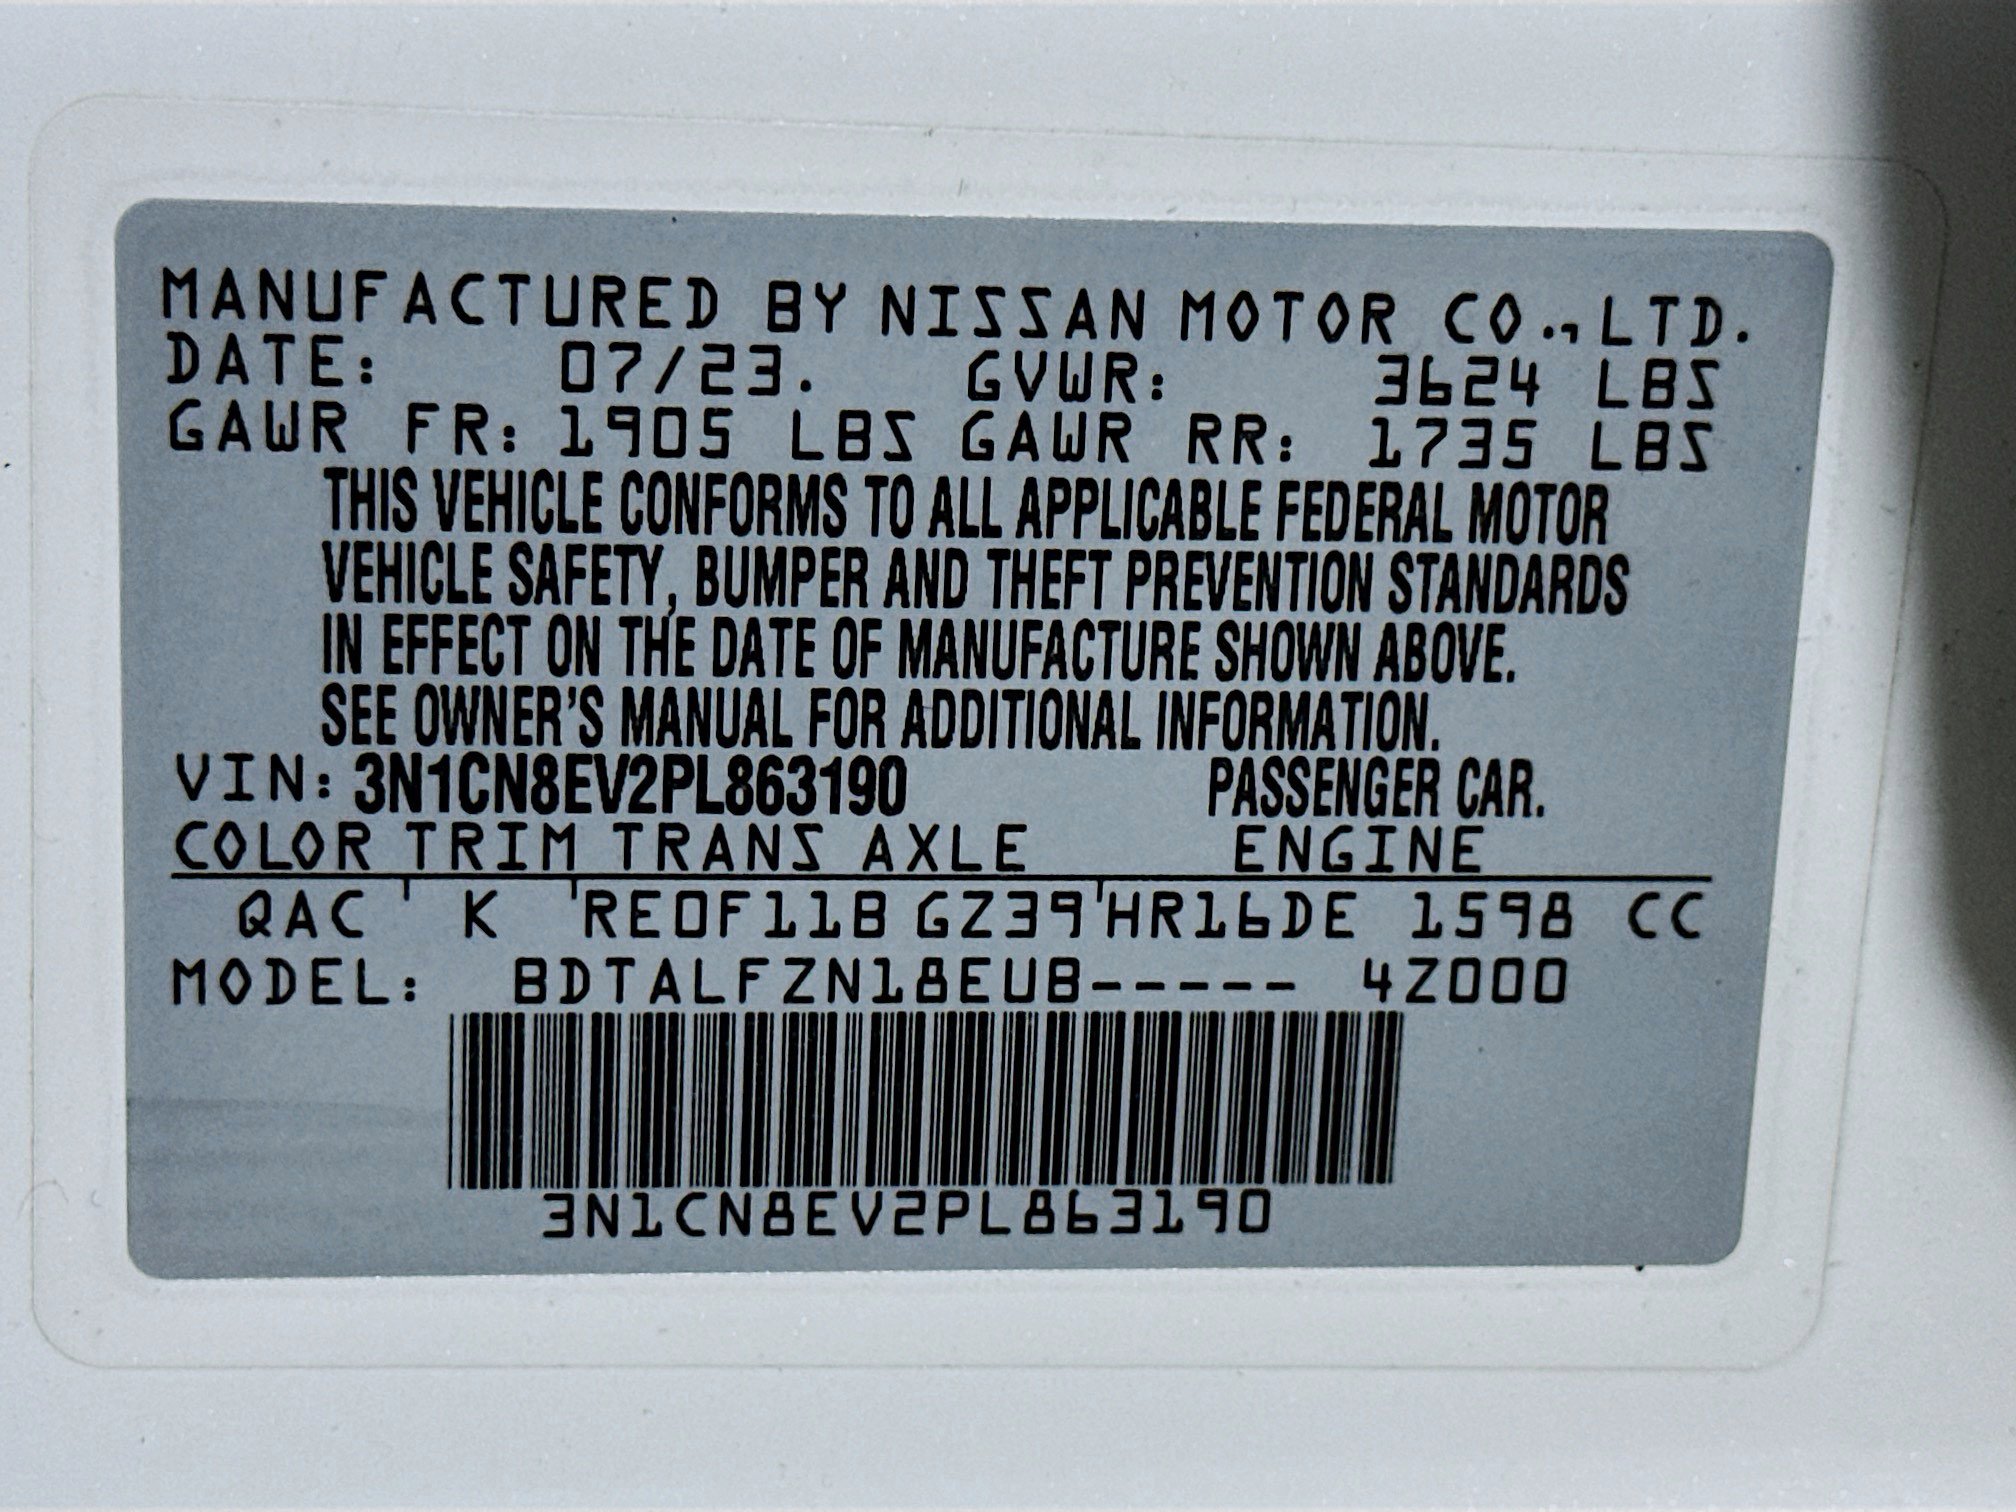 MANUFACTURED BY NISSAN MOTOR CO.,LTD.
DATE: 07/23. GVWR: 3624 LBS
GAWR FR: 1905 LBS GAWR RR: 1735 LBS
THIS VEHICLE CONFORMS TO ALL APPLICABLE FEDERAL MOTOR
VEHICLE SAFETY, BUMPER AND THEFT PREVENTION STANDARDS
IN EFFECT ON THE DATE OF MANUFACTURE SHOWN ABOVE.
SEE OWNER'S MANUAL FOR ADDITIONAL INFORMATION.
VIN: 3N1CN8EV2PL863190 PASSENGER CAR.
COLOR TRIM TRANS AXLE ENGINE
QAC K RE0F11B GZ39 HR16DE 1598 CC
MODEL: BDTALFZN18EUB----- 4Z000
3N1CN8EV2PL863190